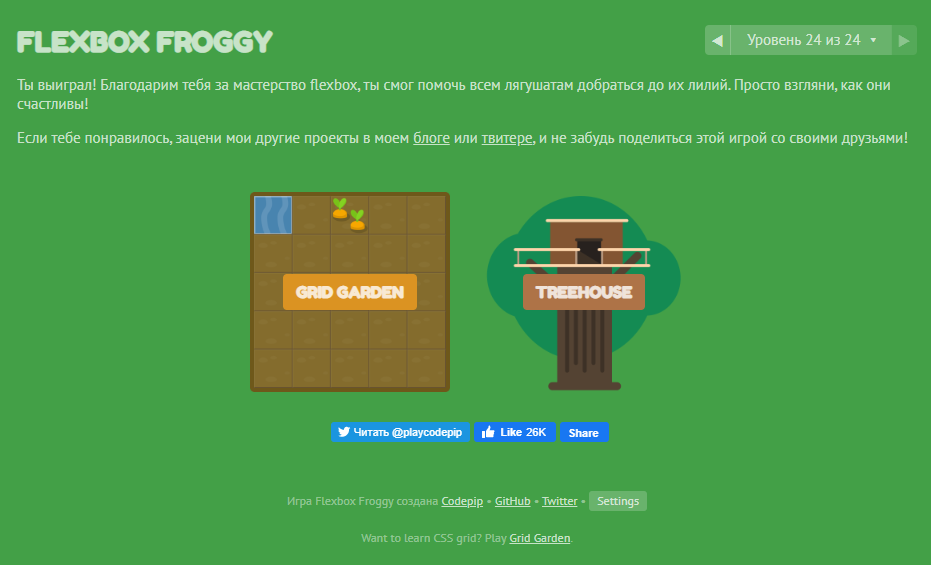 FLEXBOX FROGGY
Уровень 24 из 24
Ты выиграл! Благодарим тебя за мастерство flexbox, ты смог помочь всем лягушатам добраться до их лилий. Просто взгляни, как они
счастливы!
Если тебе понравилось, зацени мои другие проекты в моем блоге или твитере, и не забудь поделиться этой игрой со своими друзьями!
GRID GARDEN
TREEHOUSE
Читать @playcodepip
Like 26K
Share
Игра Flexbox Froggy создана Codepip • GitHub • Twitter • Settings
Want to learn CSS grid? Play Grid Garden.